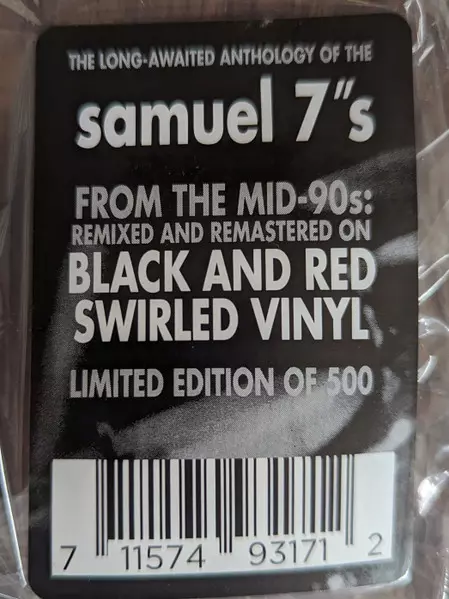 THE LONG-AWAITED ANTHOLOGY OF THE
samuel 7"s
FROM THE MID-90s:
REMIXED AND REMASTERED ON
BLACK AND RED
SWIRLED VINYL
LIMITED EDITION OF 500
7 11574 93171 2